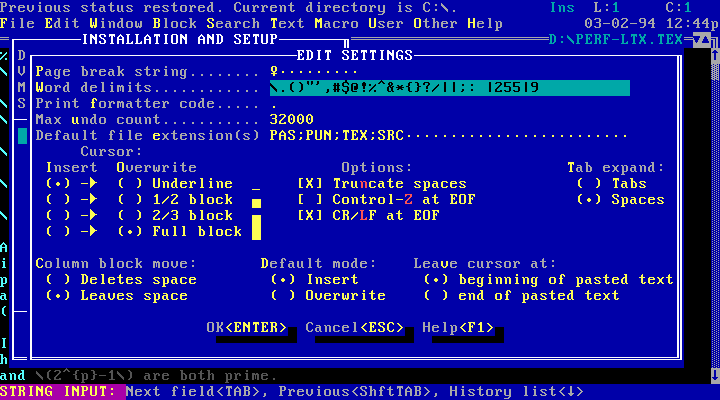 Previous status restored. Current directory is C:\. Ins L:1 C:1
File Edit Window Block Search Text Macro User Other Help 03-02-94 12:44p
INSTALLATION AND SETUP D:\PERF-LTX.TEX
D EDIT SETTINGS
V Page break string........ ♀·········
M Word delimits............ \.()"',#$@!%^&*{}?/||;: |255|9
S Print formatter code..... .
Max undo count........... 32000
Default file extension(s) PAS;PUN;TEX;SRC·························
Cursor:
Insert Overwrite Options: Tab expand:
(•) -► ( ) Underline _ [X] Truncate spaces ( ) Tabs
( ) -► ( ) 1/2 block [ ] Control-Z at EOF (•) Spaces
( ) -► ( ) 2/3 block [X] CR/LF at EOF
( ) -► (•) Full block
Column block move: Default mode: Leave cursor at:
( ) Deletes space (•) Insert (•) beginning of pasted text
(•) Leaves space ( ) Overwrite ( ) end of pasted text
OK<ENTER> Cancel<ESC> Help<F1>
and \(2^{p}-1\) are both prime.
STRING INPUT: Next field<TAB>, Previous<ShftTAB>, History list<↓>